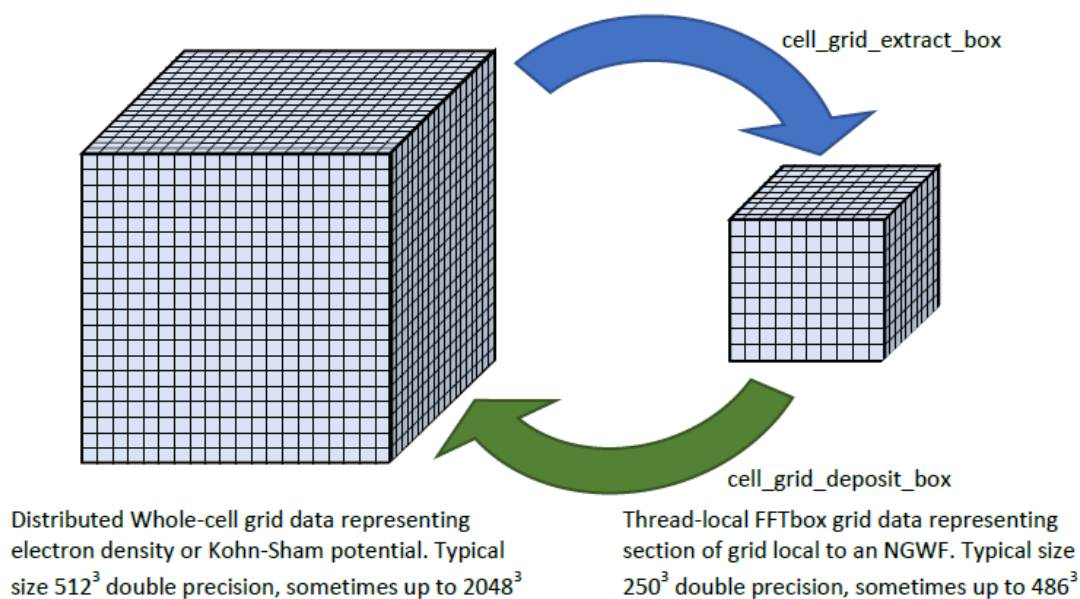 cell_grid_extract_box
cell_grid_deposit_box
Distributed Whole-cell grid data representing
electron density or Kohn-Sham potential. Typical
size 512³ double precision, sometimes up to 2048³
Thread-local FFTbox grid data representing
section of grid local to an NGWF. Typical size
250³ double precision, sometimes up to 486³